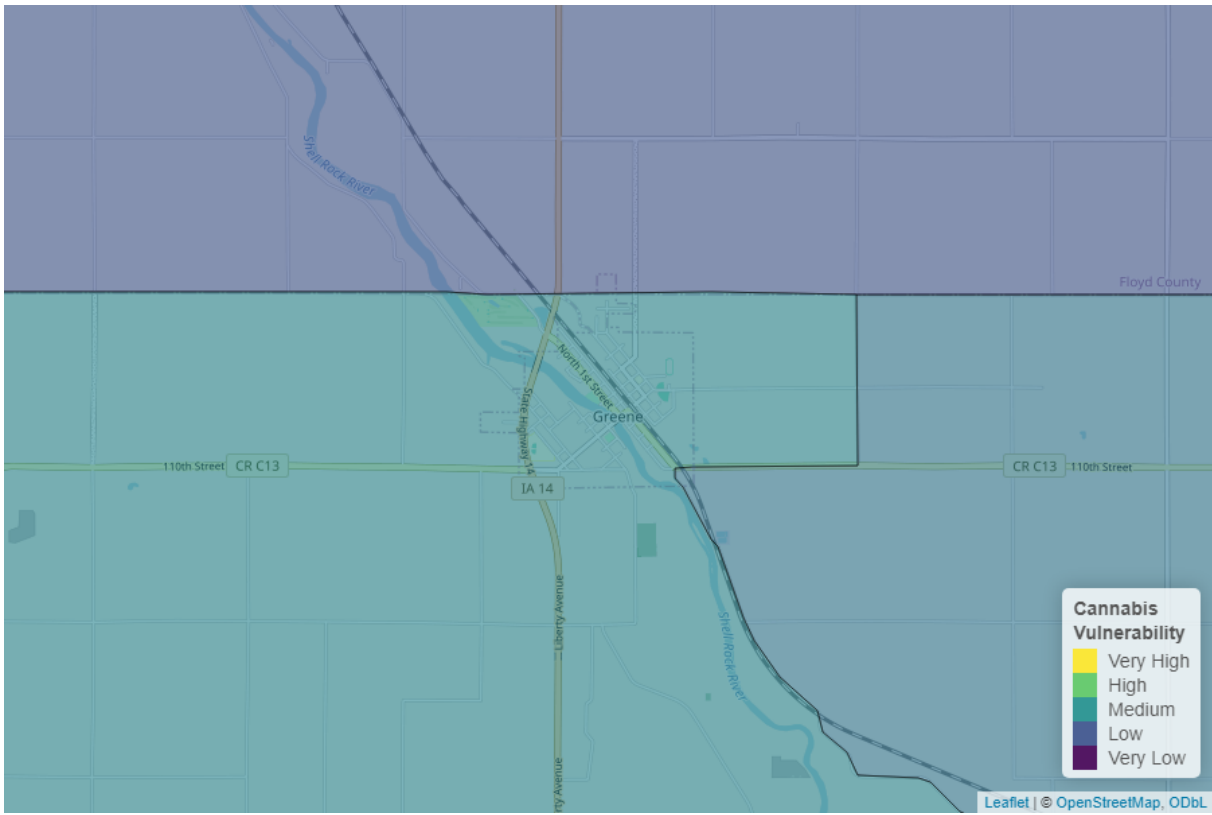 Shell Rock River
Floyd County
North 1st Street
State Highway 14
Greene
110th Street
CR C13
CR C13
110th Street
IA 14
Liberty Avenue
Shell Rock River
rty Avenue
Cannabis
Vulnerability
Very High
High
Medium
Low
Very Low
Leaflet | © OpenStreetMap, ODbL